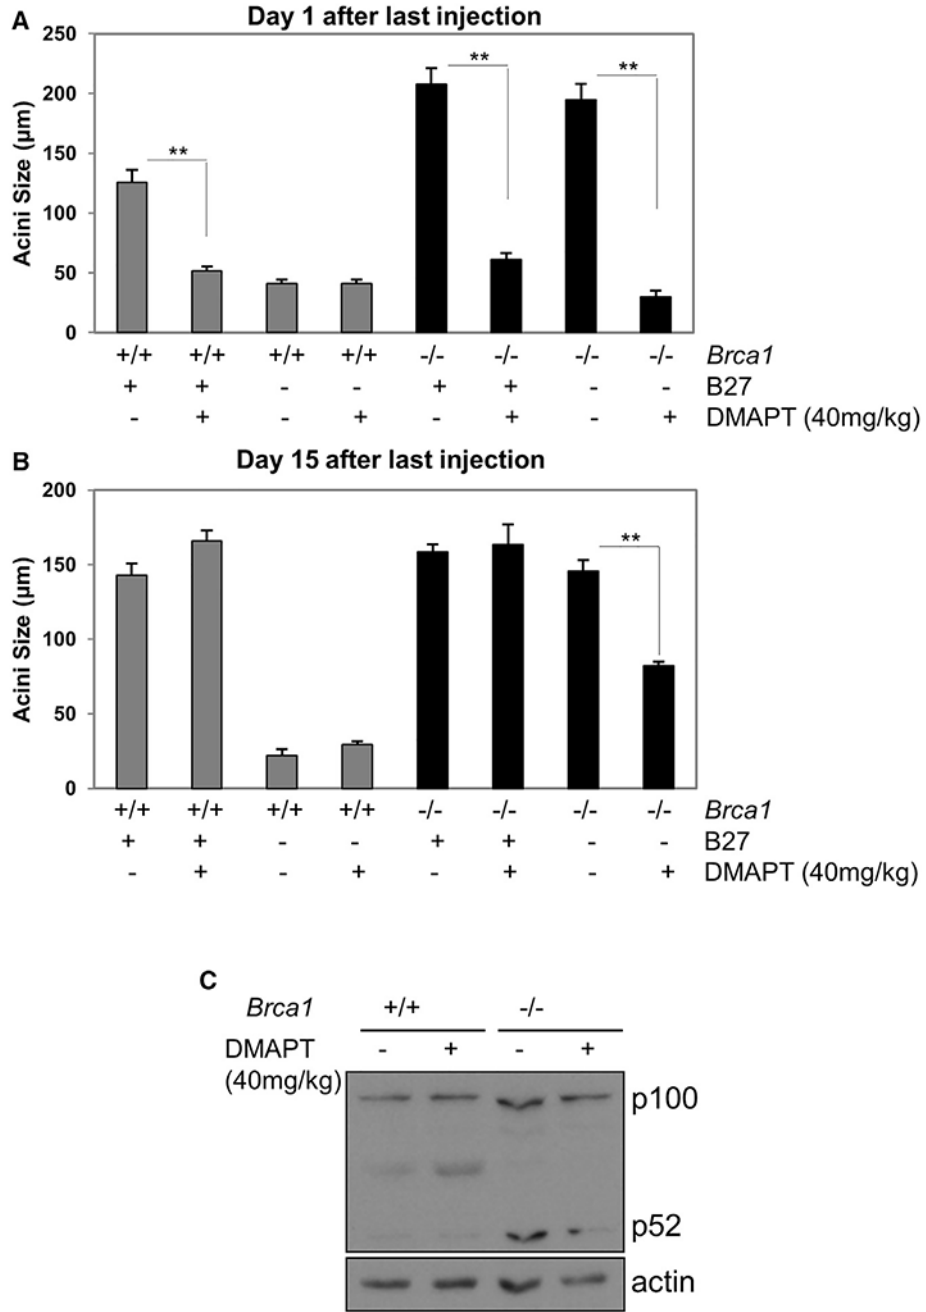 A
Day 1 after last injection
Acini Size (µm)
250
200
150
100
50
0
**
**
**
+/+ +/+ +/+ +/+ -/- -/- -/- -/- Brca1
+ + - - + + - - B27
- + - + - + - + DMAPT (40mg/kg)
B
Day 15 after last injection
Acini Size (µm)
200
150
100
50
0
**
+/+ +/+ +/+ +/+ -/- -/- -/- -/- Brca1
+ + - - + + - - B27
- + - + - + - + DMAPT (40mg/kg)
C
Brca1 +/+ -/-
DMAPT - + - +
(40mg/kg)
p100
p52
actin